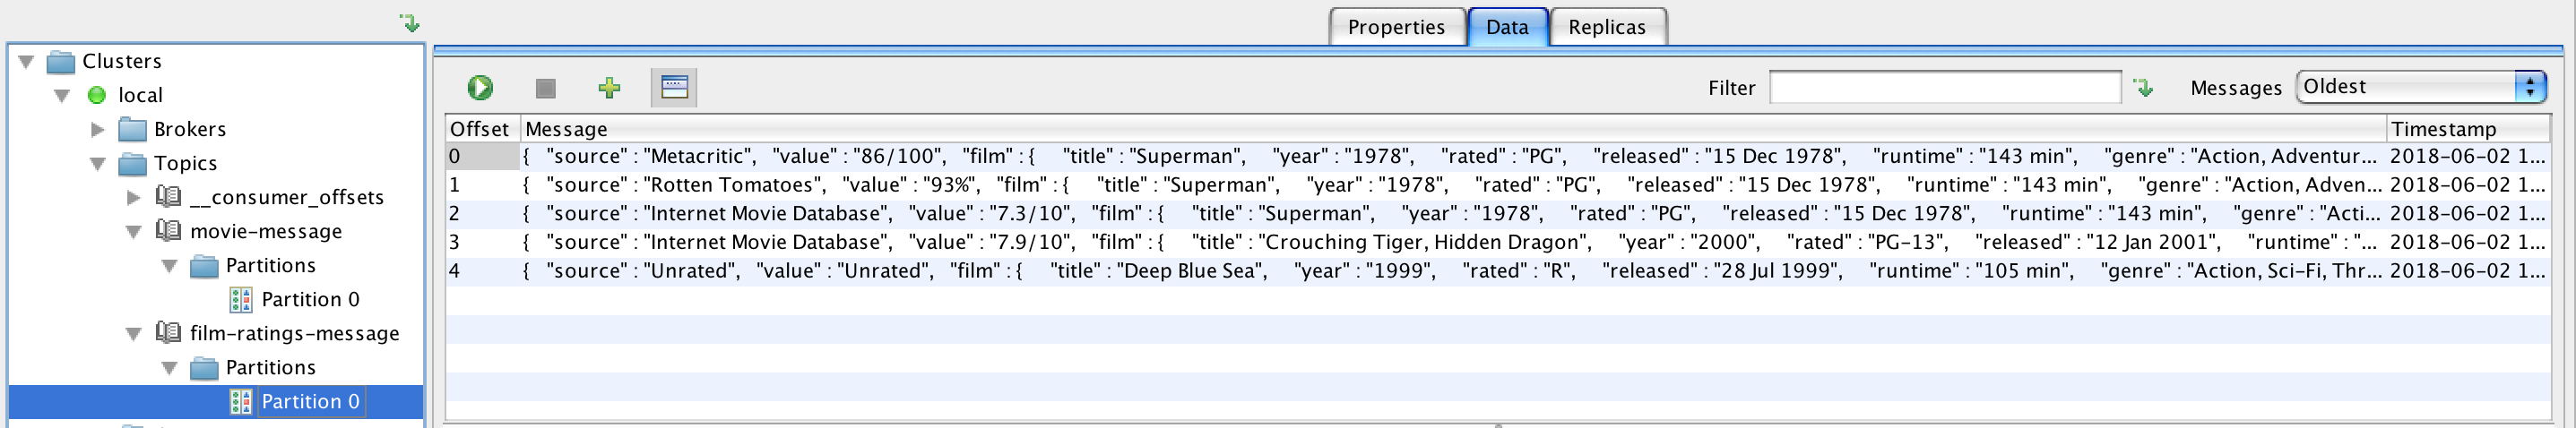 Properties Data Replicas
Clusters
local
Brokers
Topics
__consumer_offsets
movie-message
Partitions
Partition 0
film-ratings-message
Partitions
Partition 0
Filter Messages Oldest
Offset Message Timestamp
0 { "source" : "Metacritic", "value" : "86/100", "film" : { "title" : "Superman", "year" : "1978", "rated" : "PG", "released" : "15 Dec 1978", "runtime" : "143 min", "genre" : "Action, Adventur... 2018-06-02 1...
1 { "source" : "Rotten Tomatoes", "value" : "93%", "film" : { "title" : "Superman", "year" : "1978", "rated" : "PG", "released" : "15 Dec 1978", "runtime" : "143 min", "genre" : "Action, Adven... 2018-06-02 1...
2 { "source" : "Internet Movie Database", "value" : "7.3/10", "film" : { "title" : "Superman", "year" : "1978", "rated" : "PG", "released" : "15 Dec 1978", "runtime" : "143 min", "genre" : "Acti... 2018-06-02 1...
3 { "source" : "Internet Movie Database", "value" : "7.9/10", "film" : { "title" : "Crouching Tiger, Hidden Dragon", "year" : "2000", "rated" : "PG-13", "released" : "12 Jan 2001", "runtime" : "... 2018-06-02 1...
4 { "source" : "Unrated", "value" : "Unrated", "film" : { "title" : "Deep Blue Sea", "year" : "1999", "rated" : "R", "released" : "28 Jul 1999", "runtime" : "105 min", "genre" : "Action, Sci-Fi, Thr... 2018-06-02 1...